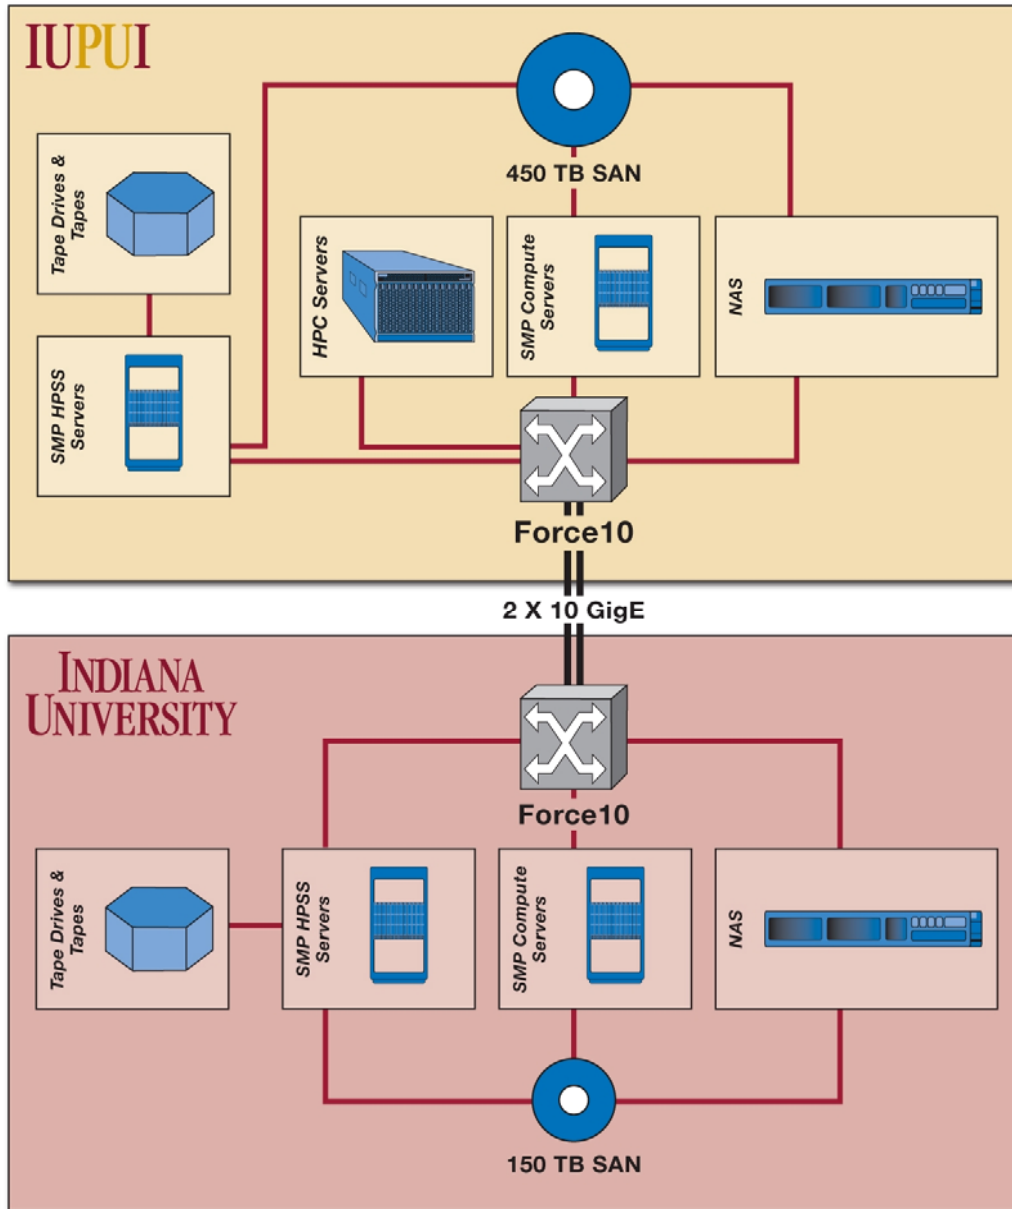 IUPUI
450 TB SAN
Tape Drives &
Tapes
HPC Servers
SMP Compute
Servers
NAS
SMP HPSS
Servers
Force10
2 X 10 GigE
INDIANA
UNIVERSITY
Force10
Tape Drives &
Tapes
SMP HPSS
Servers
SMP Compute
Servers
NAS
150 TB SAN